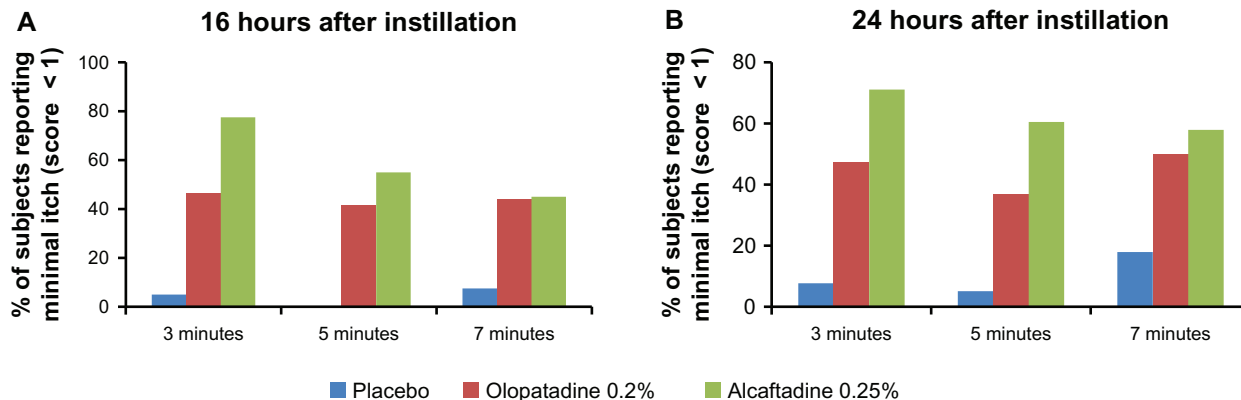 A
16 hours after instillation
% of subjects reporting
minimal itch (score < 1)
100
80
60
40
20
0
3 minutes
5 minutes
7 minutes
B
24 hours after instillation
% of subjects reporting
minimal itch (score < 1)
80
60
40
20
0
3 minutes
5 minutes
7 minutes
Placebo
Olopatadine 0.2%
Alcaftadine 0.25%